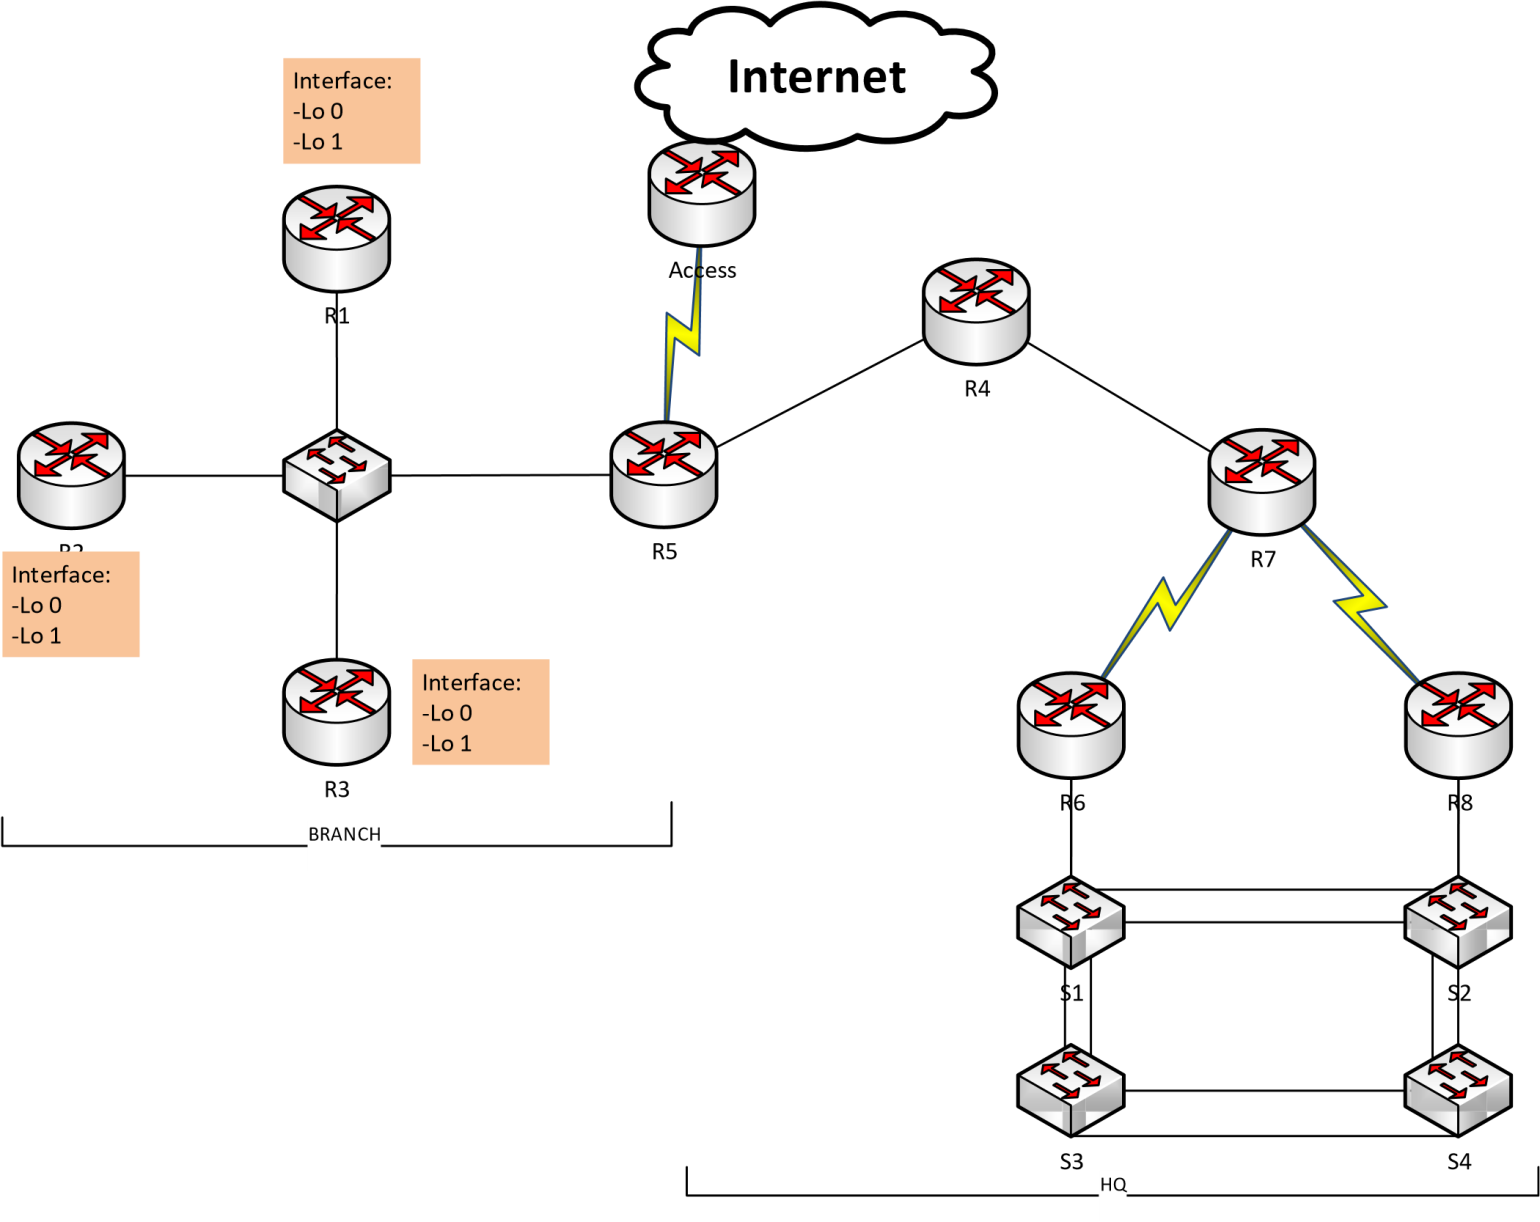 Internet
Interface:
-Lo 0
-Lo 1
Access
R1
R4
R2
R5
R7
Interface:
-Lo 0
-Lo 1
Interface:
-Lo 0
-Lo 1
R3
R6
R8
BRANCH
S1
S2
S3
S4
HQ